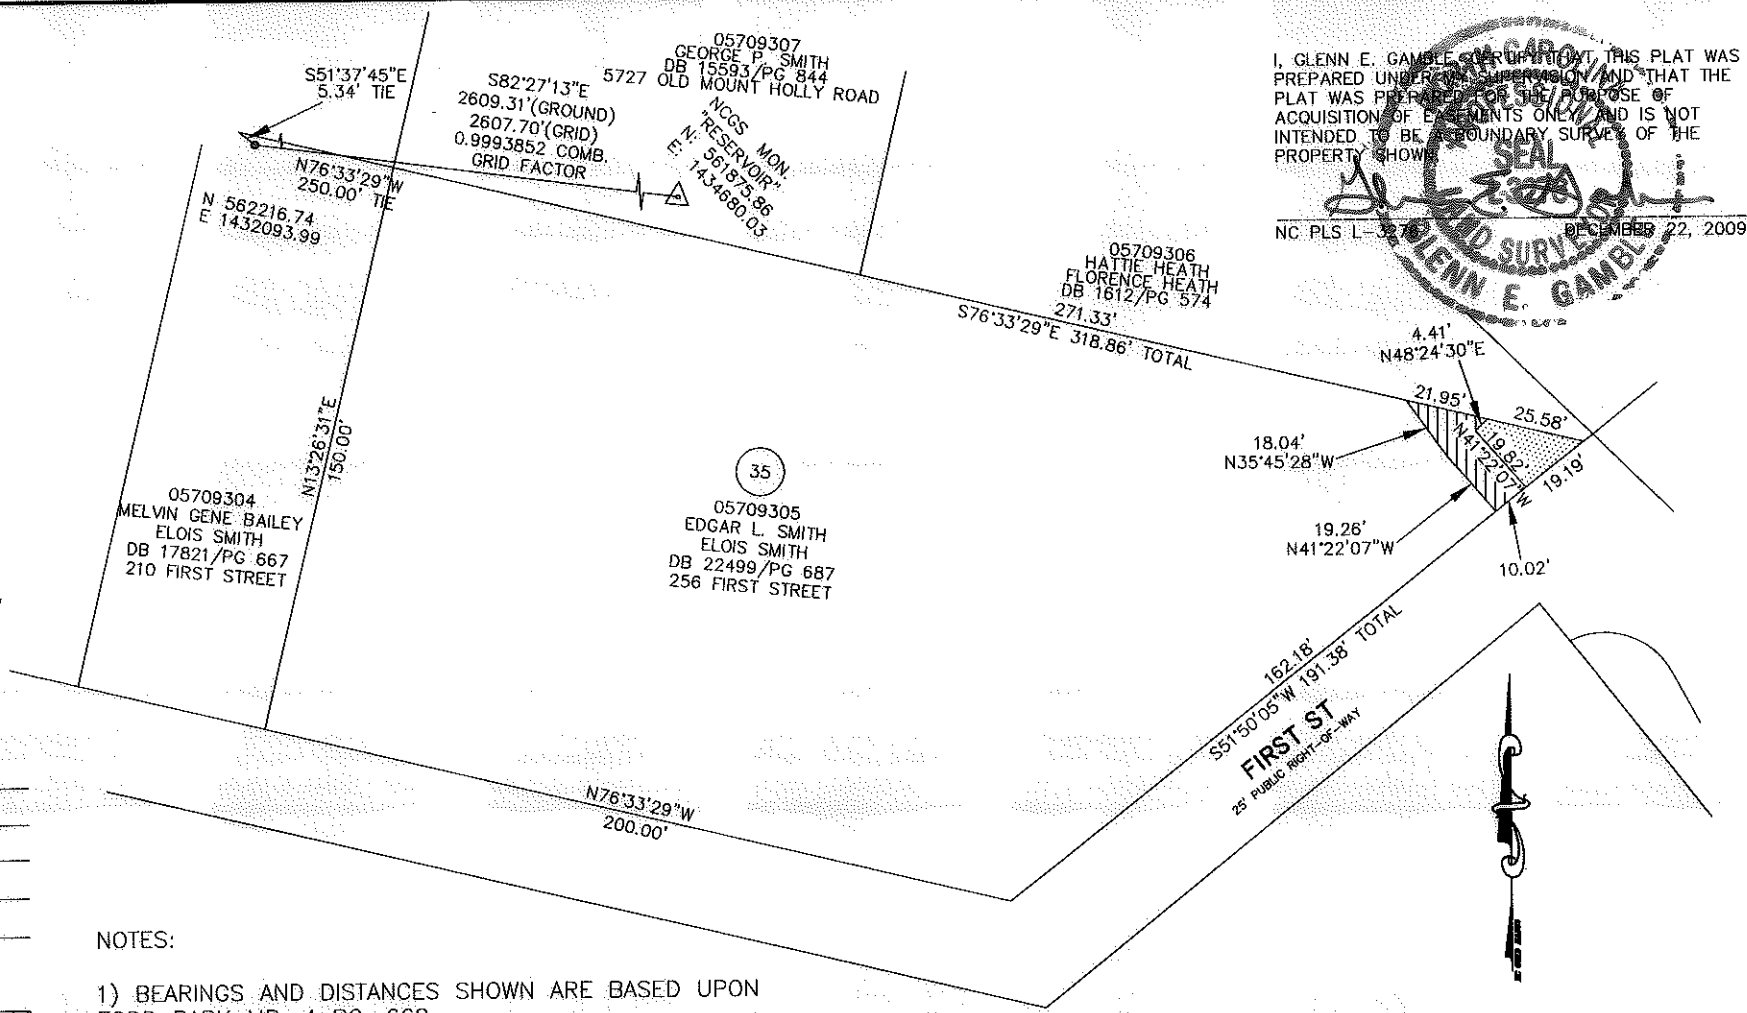 05709307
GEORGE P. SMITH
DB 15593/PG 844
5727 OLD MOUNT HOLLY ROAD
S51°37'45"E
5.34' TIE
S82°27'13"E
2609.31'(GROUND)
2607.70'(GRID)
0.9993852 COMB.
GRID FACTOR
NCGS MON.
"RESERVOIR"
N: 561875.86
E: 1434680.03
N76°33'29"W
250.00' TIE
N 562216.74
E 1432093.99
I, GLENN E. GAMBLE, CERTIFY THAT THIS PLAT WAS
PREPARED UNDER MY SUPERVISION AND THAT THE
PLAT WAS PREPARED FOR THE PURPOSE OF
ACQUISITION OF EASEMENTS ONLY AND IS NOT
INTENDED TO BE A BOUNDARY SURVEY OF THE
PROPERTY SHOWN.
NORTH CAROLINA
PROFESSIONAL
SEAL
LAND SURVEYOR
GLENN E. GAMBLE
NC PLS L-
DECEMBER 22, 2009
05709306
HATTIE HEATH
FLORENCE HEATH
DB 1612/PG 574
271.33'
S76°33'29"E 318.86' TOTAL
4.41'
N48°24'30"E
21.95'
25.58'
18.04'
N35°45'28"W
19.82'
N41°22'07"W
19.19'
19.26'
N41°22'07"W
10.02'
N13°26'31"E
150.00'
05709304
MELVIN GENE BAILEY
ELOIS SMITH
DB 17821/PG 667
210 FIRST STREET
35
05709305
EDGAR L. SMITH
ELOIS SMITH
DB 22499/PG 687
256 FIRST STREET
162.18'
S51°50'05"W 191.38' TOTAL
FIRST ST
25' PUBLIC RIGHT-OF-WAY
N76°33'29"W
200.00'
NOTES:
1) BEARINGS AND DISTANCES SHOWN ARE BASED UPON